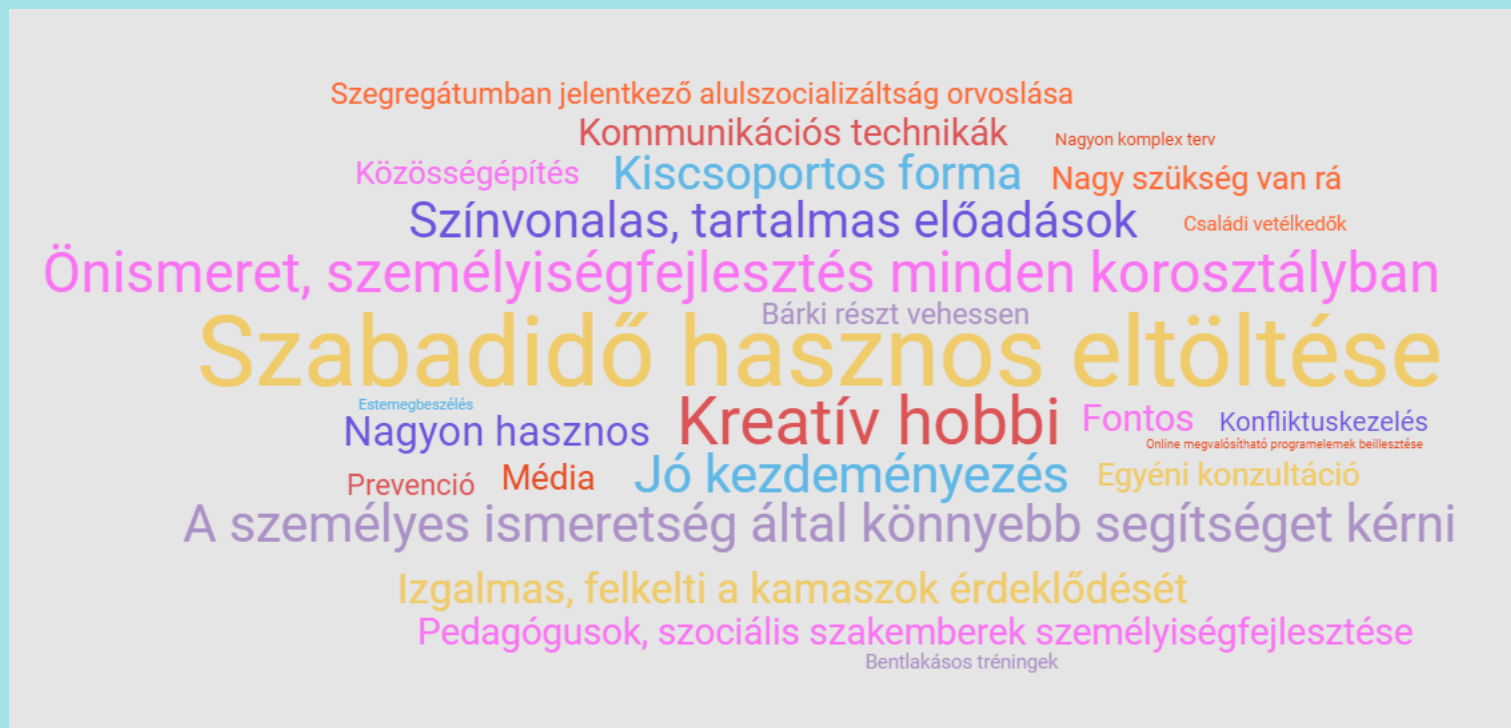 Szegregátumban jelentkező alulszocializáltság orvoslása
Kommunikációs technikák
Nagyon komplex terv
Közösségépítés
Kiscsoportos forma
Nagy szükség van rá
Színvonalas, tartalmas előadások
Családi vetélkedők
Önismeret, személyiségfejlesztés minden korosztályban
Bárki részt vehessen
Szabadidő hasznos eltöltése
Estemegbeszélés
Nagyon hasznos
Kreatív hobbi
Fontos
Konfliktuskezelés
Online megvalósítható programelemek beillesztése
Prevenció
Média
Jó kezdeményezés
Egyéni konzultáció
A személyes ismeretség által könnyebb segítséget kérni
Izgalmas, felkelti a kamaszok érdeklődését
Pedagógusok, szociális szakemberek személyiségfejlesztése
Bentlakásos tréningek